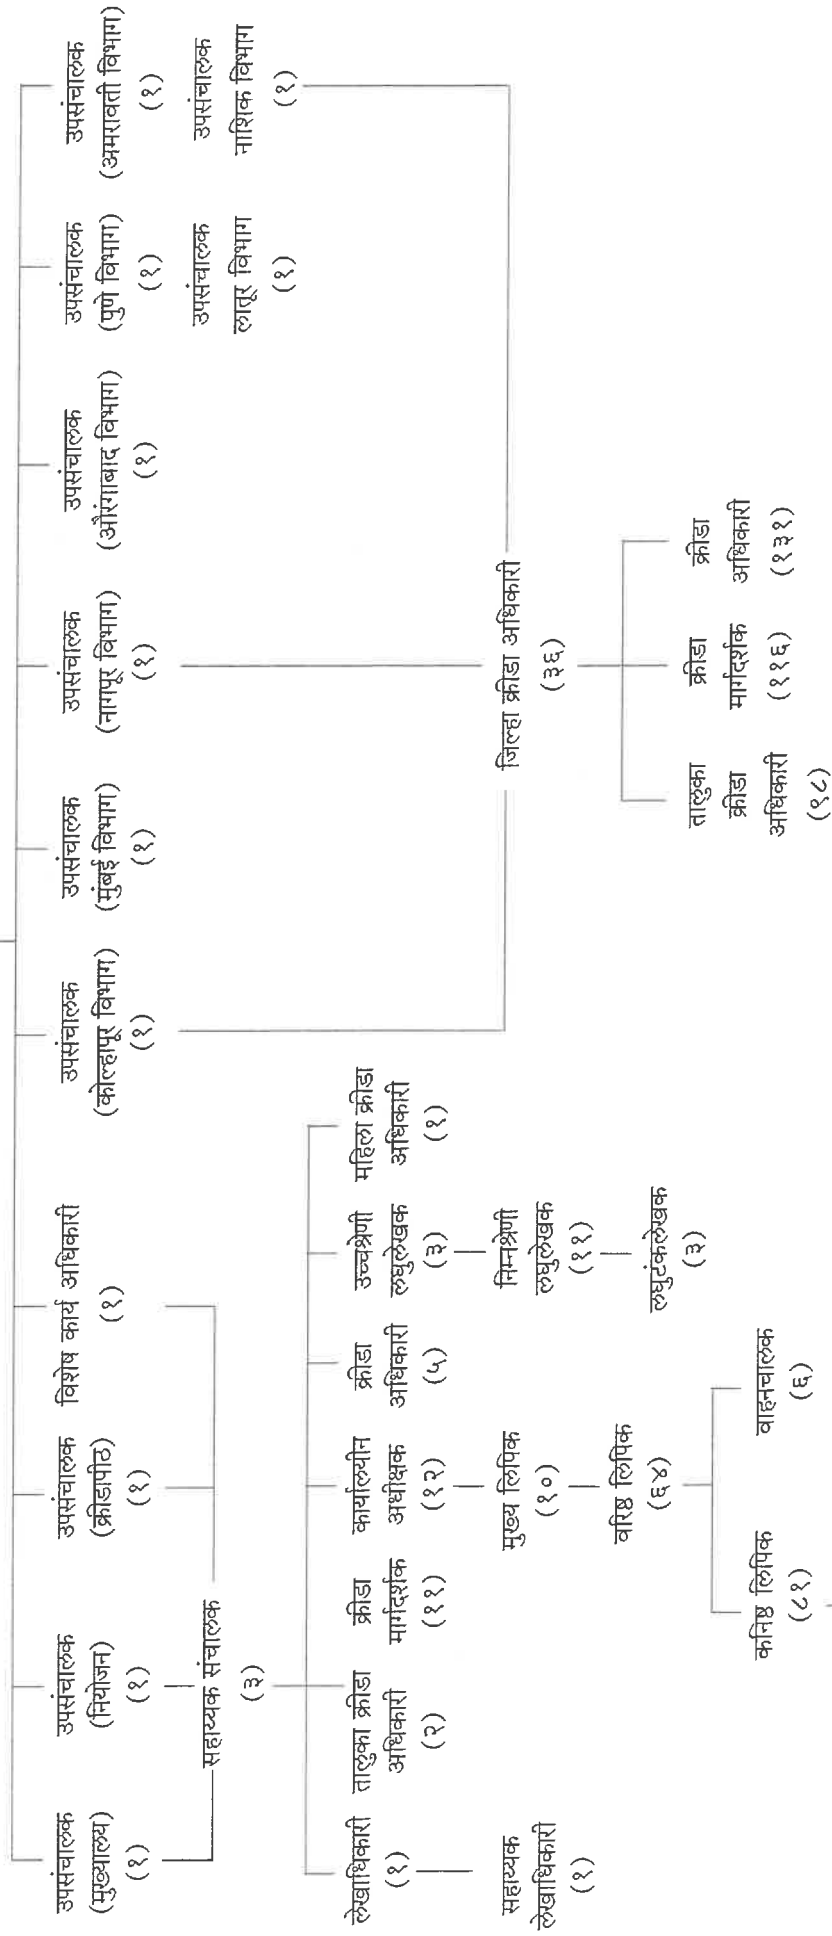 उपसंचालक
(मुख्यालय)
(१)
उपसंचालक
(नियोजन)
(१)
उपसंचालक
(क्रीडापीठ)
(१)
विशेष कार्य अधिकारी
(१)
उपसंचालक
(कोल्हापूर विभाग)
(१)
उपसंचालक
(मुंबई विभाग)
(१)
उपसंचालक
(नागपूर विभाग)
(१)
उपसंचालक
(औरंगाबाद विभाग)
(१)
उपसंचालक
(पुणे विभाग)
(१)
उपसंचालक
(अमरावती विभाग)
(१)
उपसंचालक
लातूर विभाग
(१)
उपसंचालक
नाशिक विभाग
(१)
सहाय्यक संचालक
(३)
लेखाधिकारी
(१)
सहाय्यक
लेखाधिकारी
(१)
तालुका क्रीडा
अधिकारी
(२)
क्रीडा
मार्गदर्शक
(११)
कार्यालयीन
अधीक्षक
(१२)
मुख्य लिपिक
(१०)
वरिष्ठ लिपिक
(६४)
कनिष्ठ लिपिक
(८१)
वाहनचालक
(६)
क्रीडा
अधिकारी
(५)
उच्चश्रेणी
लघुलेखक
(३)
निम्नश्रेणी
लघुलेखक
(११)
लघुटंकलेखक
(३)
महिला क्रीडा
अधिकारी
(१)
जिल्हा क्रीडा अधिकारी
(३६)
तालुका
क्रीडा
अधिकारी
(९८)
क्रीडा
मार्गदर्शक
(११६)
क्रीडा
अधिकारी
(१३१)